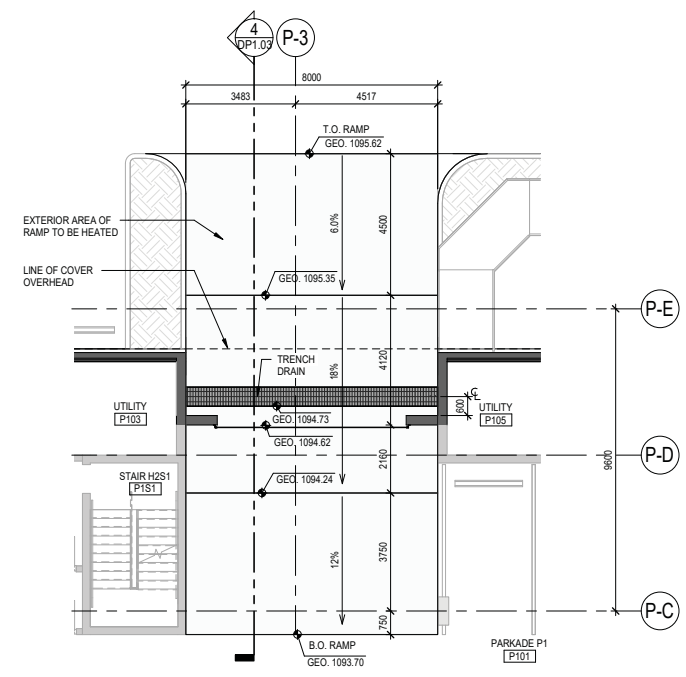 4
DP1.03
P-3
8000
3483
4517
T.O. RAMP
GEO. 1095.62
EXTERIOR AREA OF
RAMP TO BE HEATED
6.0%
4500
LINE OF COVER
OVERHEAD
GEO. 1095.35
P-E
TRENCH
DRAIN
18%
4120
℄
600
UTILITY
P103
GEO. 1094.73
UTILITY
P105
GEO. 1094.62
P-D
2160
9600
STAIR H2S1
P1S1
GEO. 1094.24
12%
3750
P-C
750
B.O. RAMP
GEO. 1093.70
PARKADE P1
P101